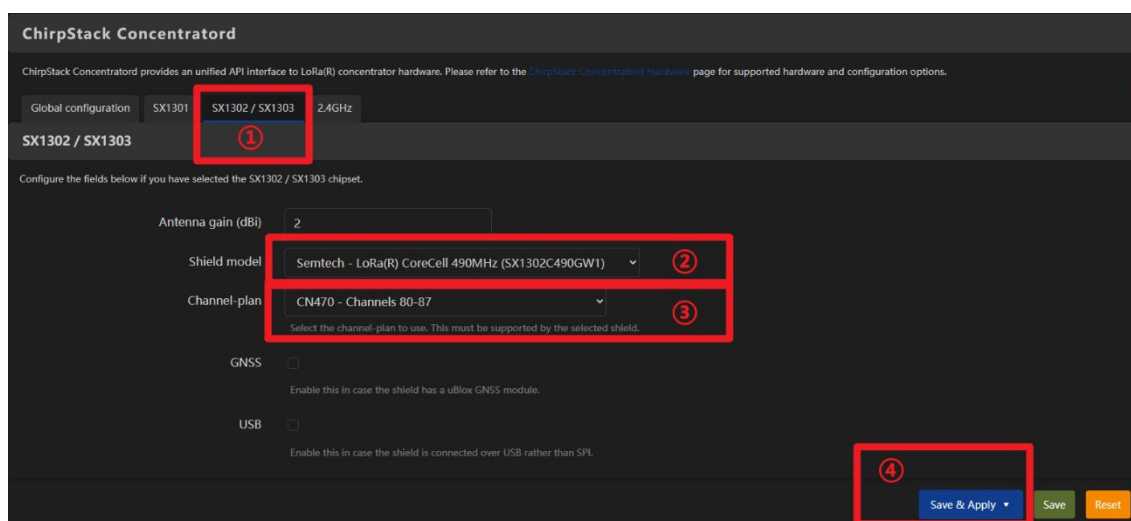 ChirpStack Concentratord
ChirpStack Concentratord provides an unified API interface to LoRa(R) concentrator hardware. Please refer to the ChirpStack Concentratord Hardware page for supported hardware and configuration options.
Global configuration SX1301 SX1302 / SX1303 2.4GHz
SX1302 / SX1303 ①
Configure the fields below if you have selected the SX1302 / SX1303 chipset.
Antenna gain (dBi) 2
Shield model Semtech - LoRa(R) CoreCell 490MHz (SX1302C490GW1) ②
Channel-plan CN470 - Channels 80-87 ③
Select the channel-plan to use. This must be supported by the selected shield.
GNSS
Enable this in case the shield has a uBlox GNSS module.
USB
Enable this in case the shield is connected over USB rather than SPI.
④
Save & Apply Save Reset